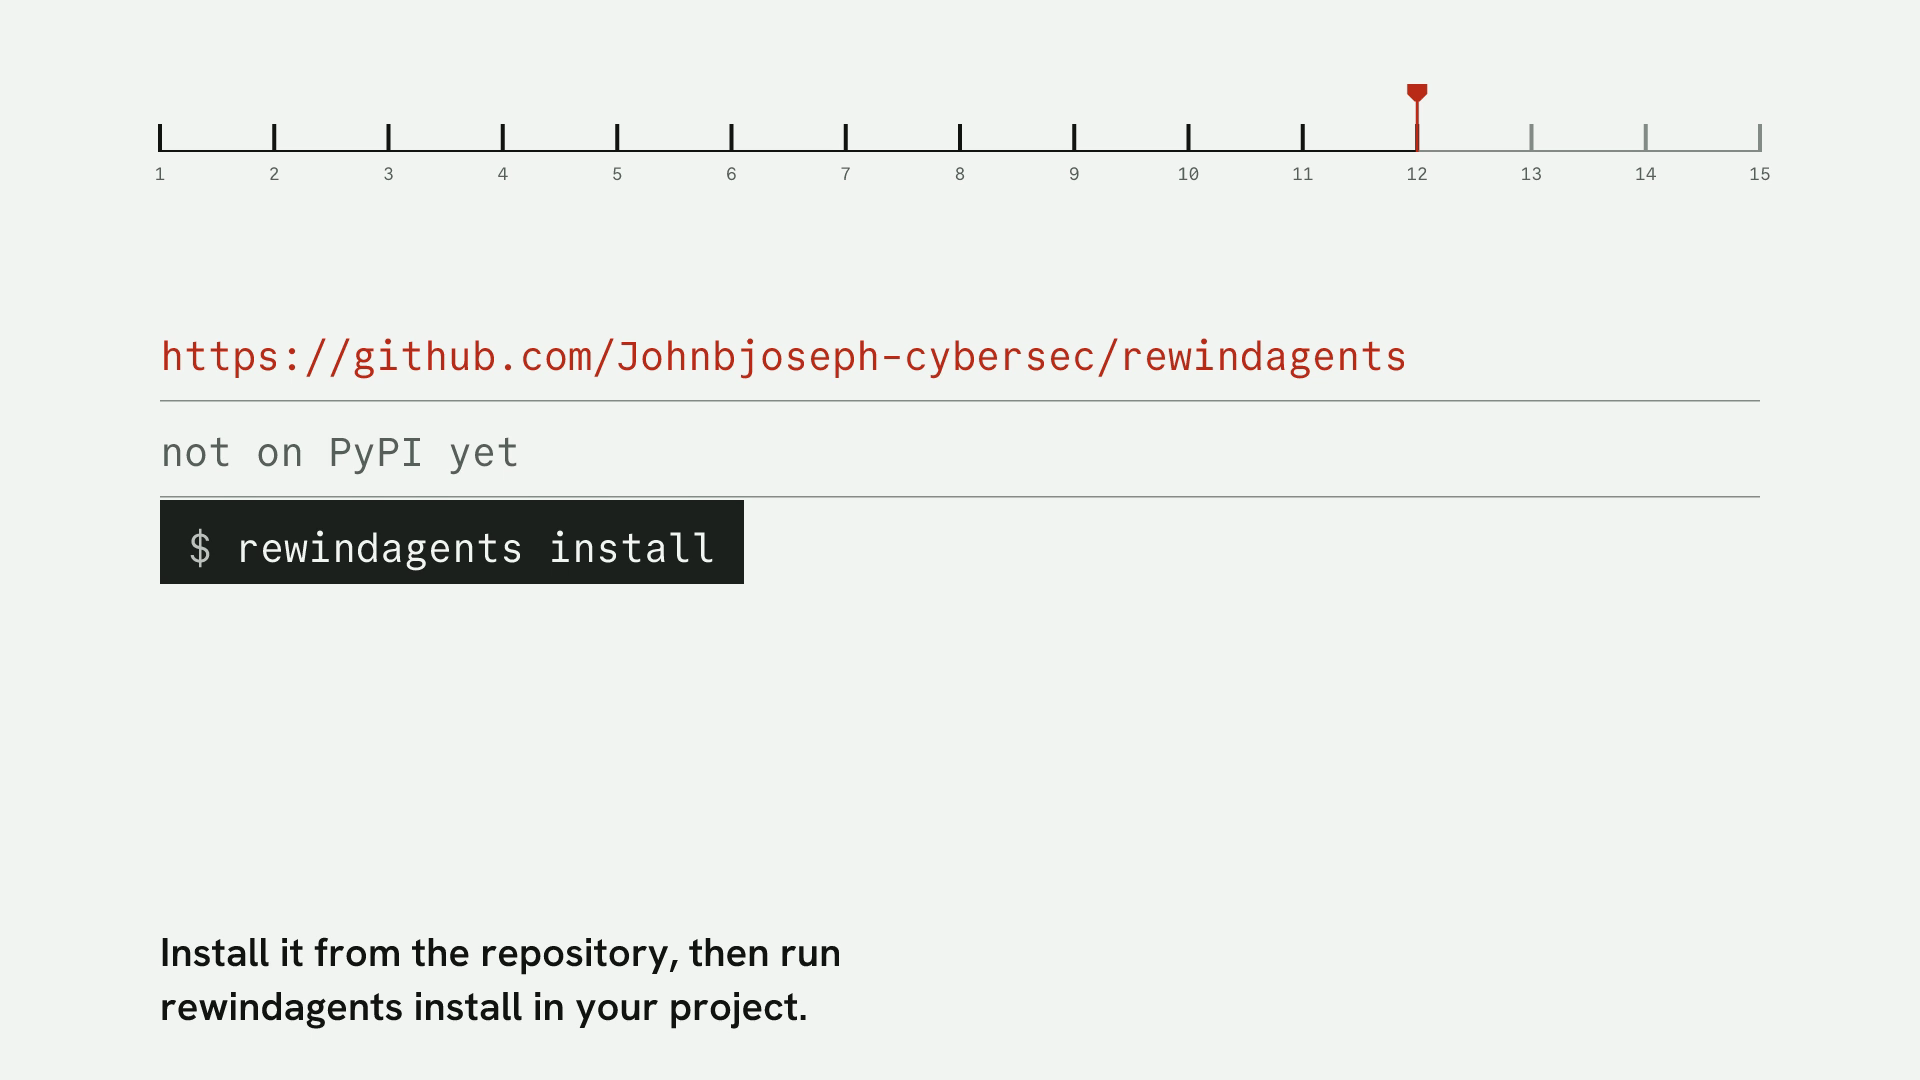 1 2 3 4 5 6 7 8 9 10 11 12 13 14 15
https://github.com/Johnbjoseph-cybersec/rewindagents
not on PyPI yet
$ rewindagents install
Install it from the repository, then run
rewindagents install in your project.